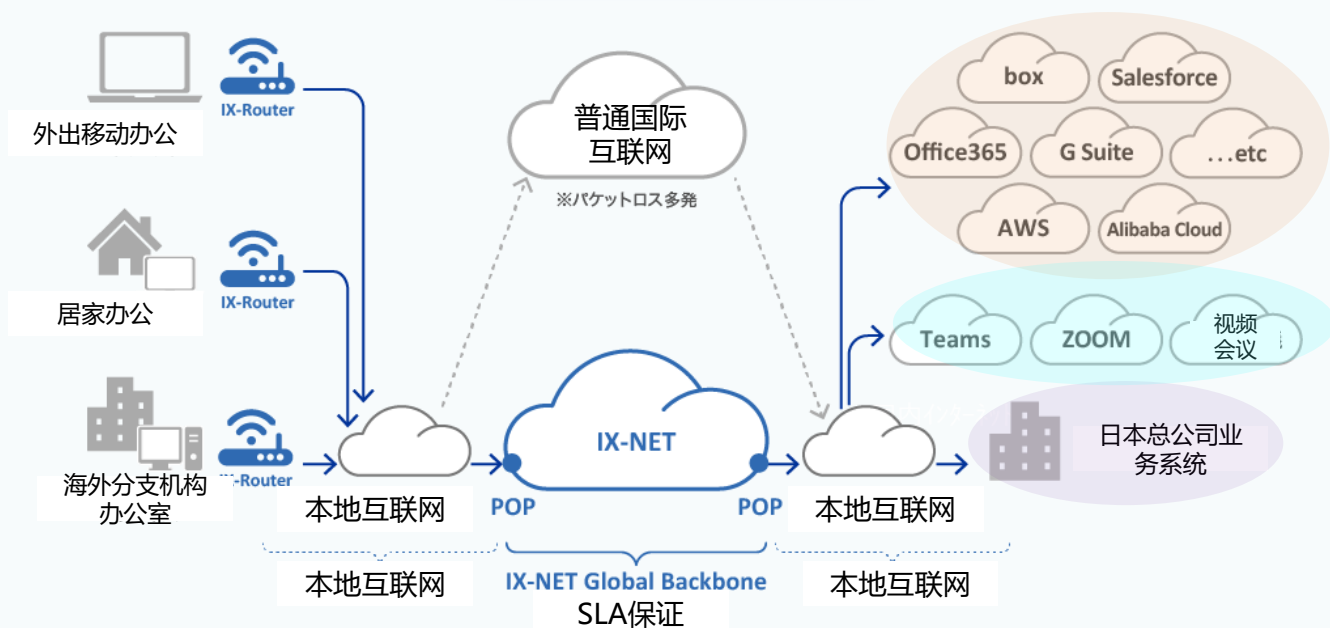 IX-Router
外出移动办公
IX-Router
居家办公
IX-Router
海外分支机构
办公室
普通国际
互联网
※パケットロス多発
box
Salesforce
Office365
G Suite
...etc
AWS
Alibaba Cloud
Teams
ZOOM
视频
会议
日本总公司业
务系统
IX-NET
本地互联网
POP
POP
本地互联网
本地互联网
IX-NET Global Backbone
SLA保证
本地互联网